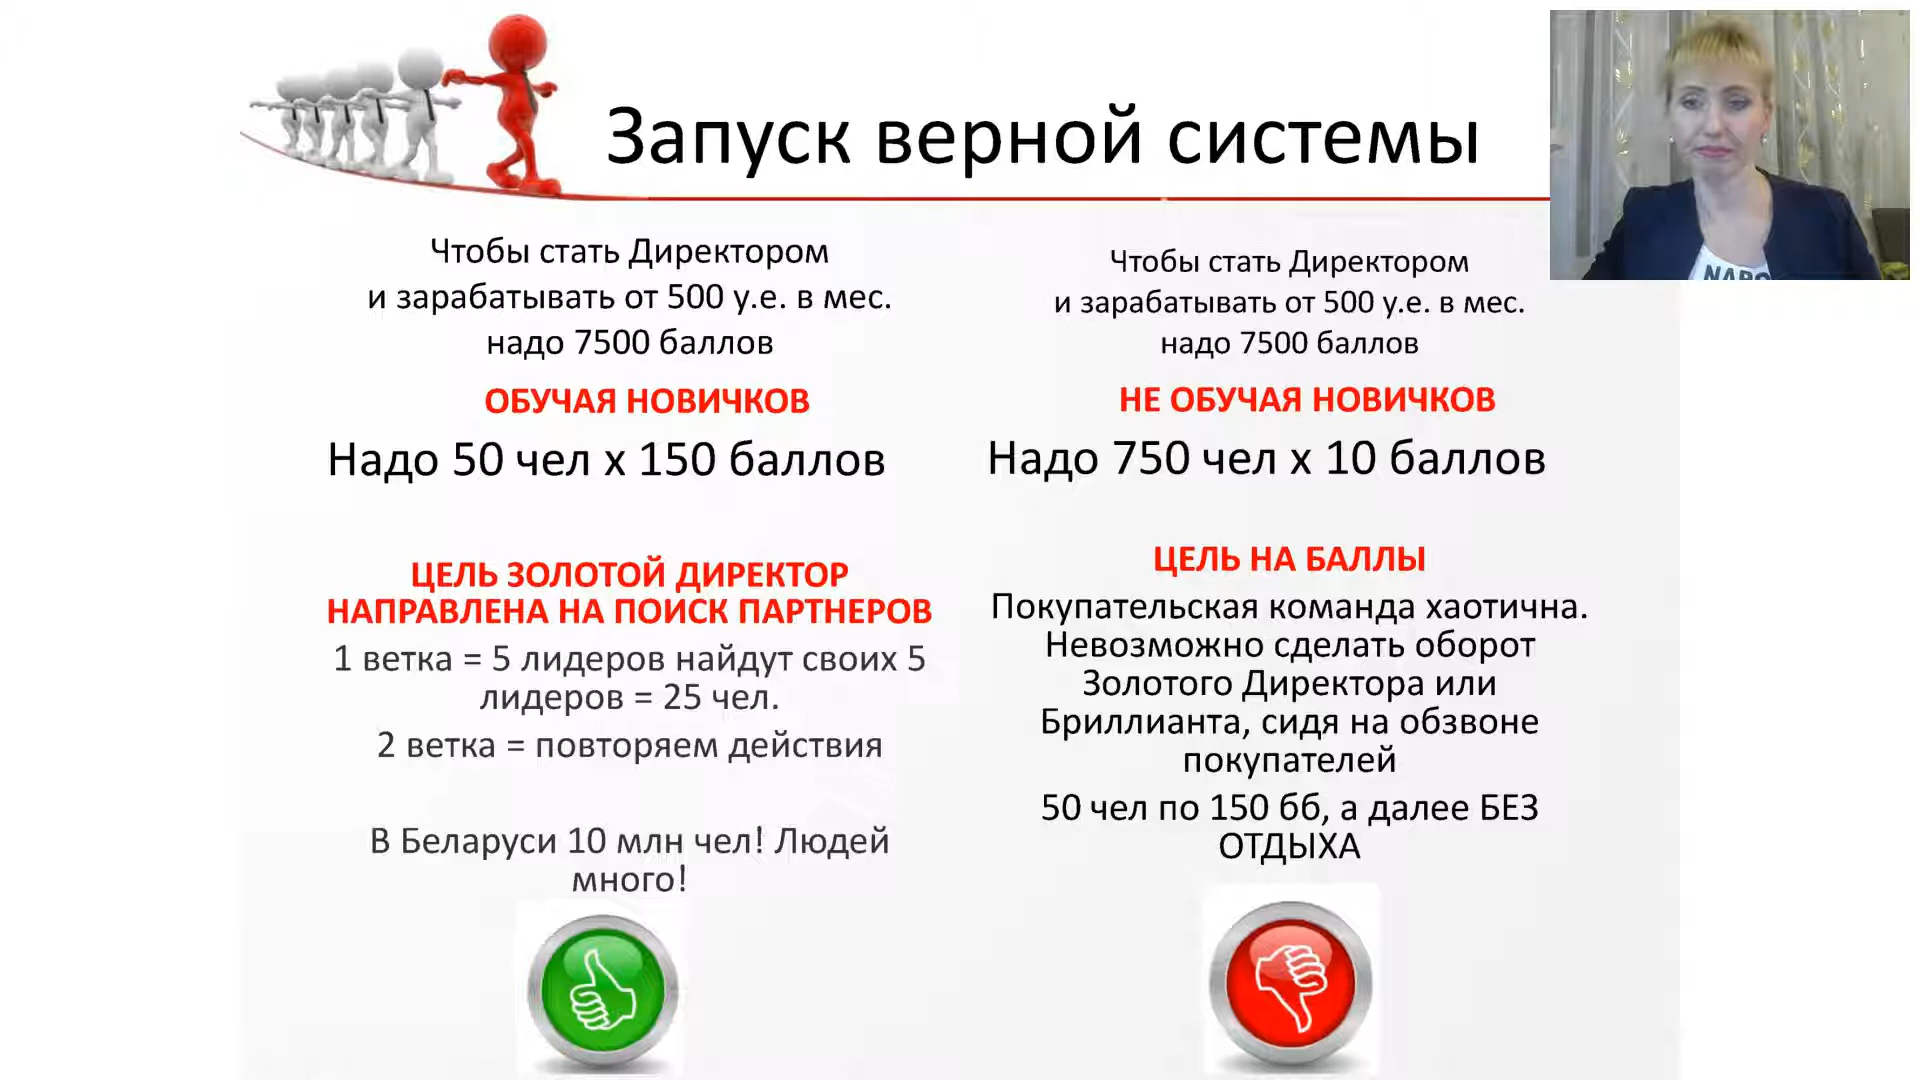 Запуск верной системы
Чтобы стать Директором
и зарабатывать от 500 у.е. в мес.
надо 7500 баллов
ОБУЧАЯ НОВИЧКОВ
Надо 50 чел х 150 баллов
ЦЕЛЬ ЗОЛОТОЙ ДИРЕКТОР
НАПРАВЛЕНА НА ПОИСК ПАРТНЕРОВ
1 ветка = 5 лидеров найдут своих 5
лидеров = 25 чел.
2 ветка = повторяем действия
В Беларуси 10 млн чел! Людей
много!
Чтобы стать Директором
и зарабатывать от 500 у.е. в мес.
надо 7500 баллов
НЕ ОБУЧАЯ НОВИЧКОВ
Надо 750 чел х 10 баллов
ЦЕЛЬ НА БАЛЛЫ
Покупательская команда хаотична.
Невозможно сделать оборот
Золотого Директора или
Бриллианта, сидя на обзвоне
покупателей
50 чел по 150 бб, а далее БЕЗ
ОТДЫХА